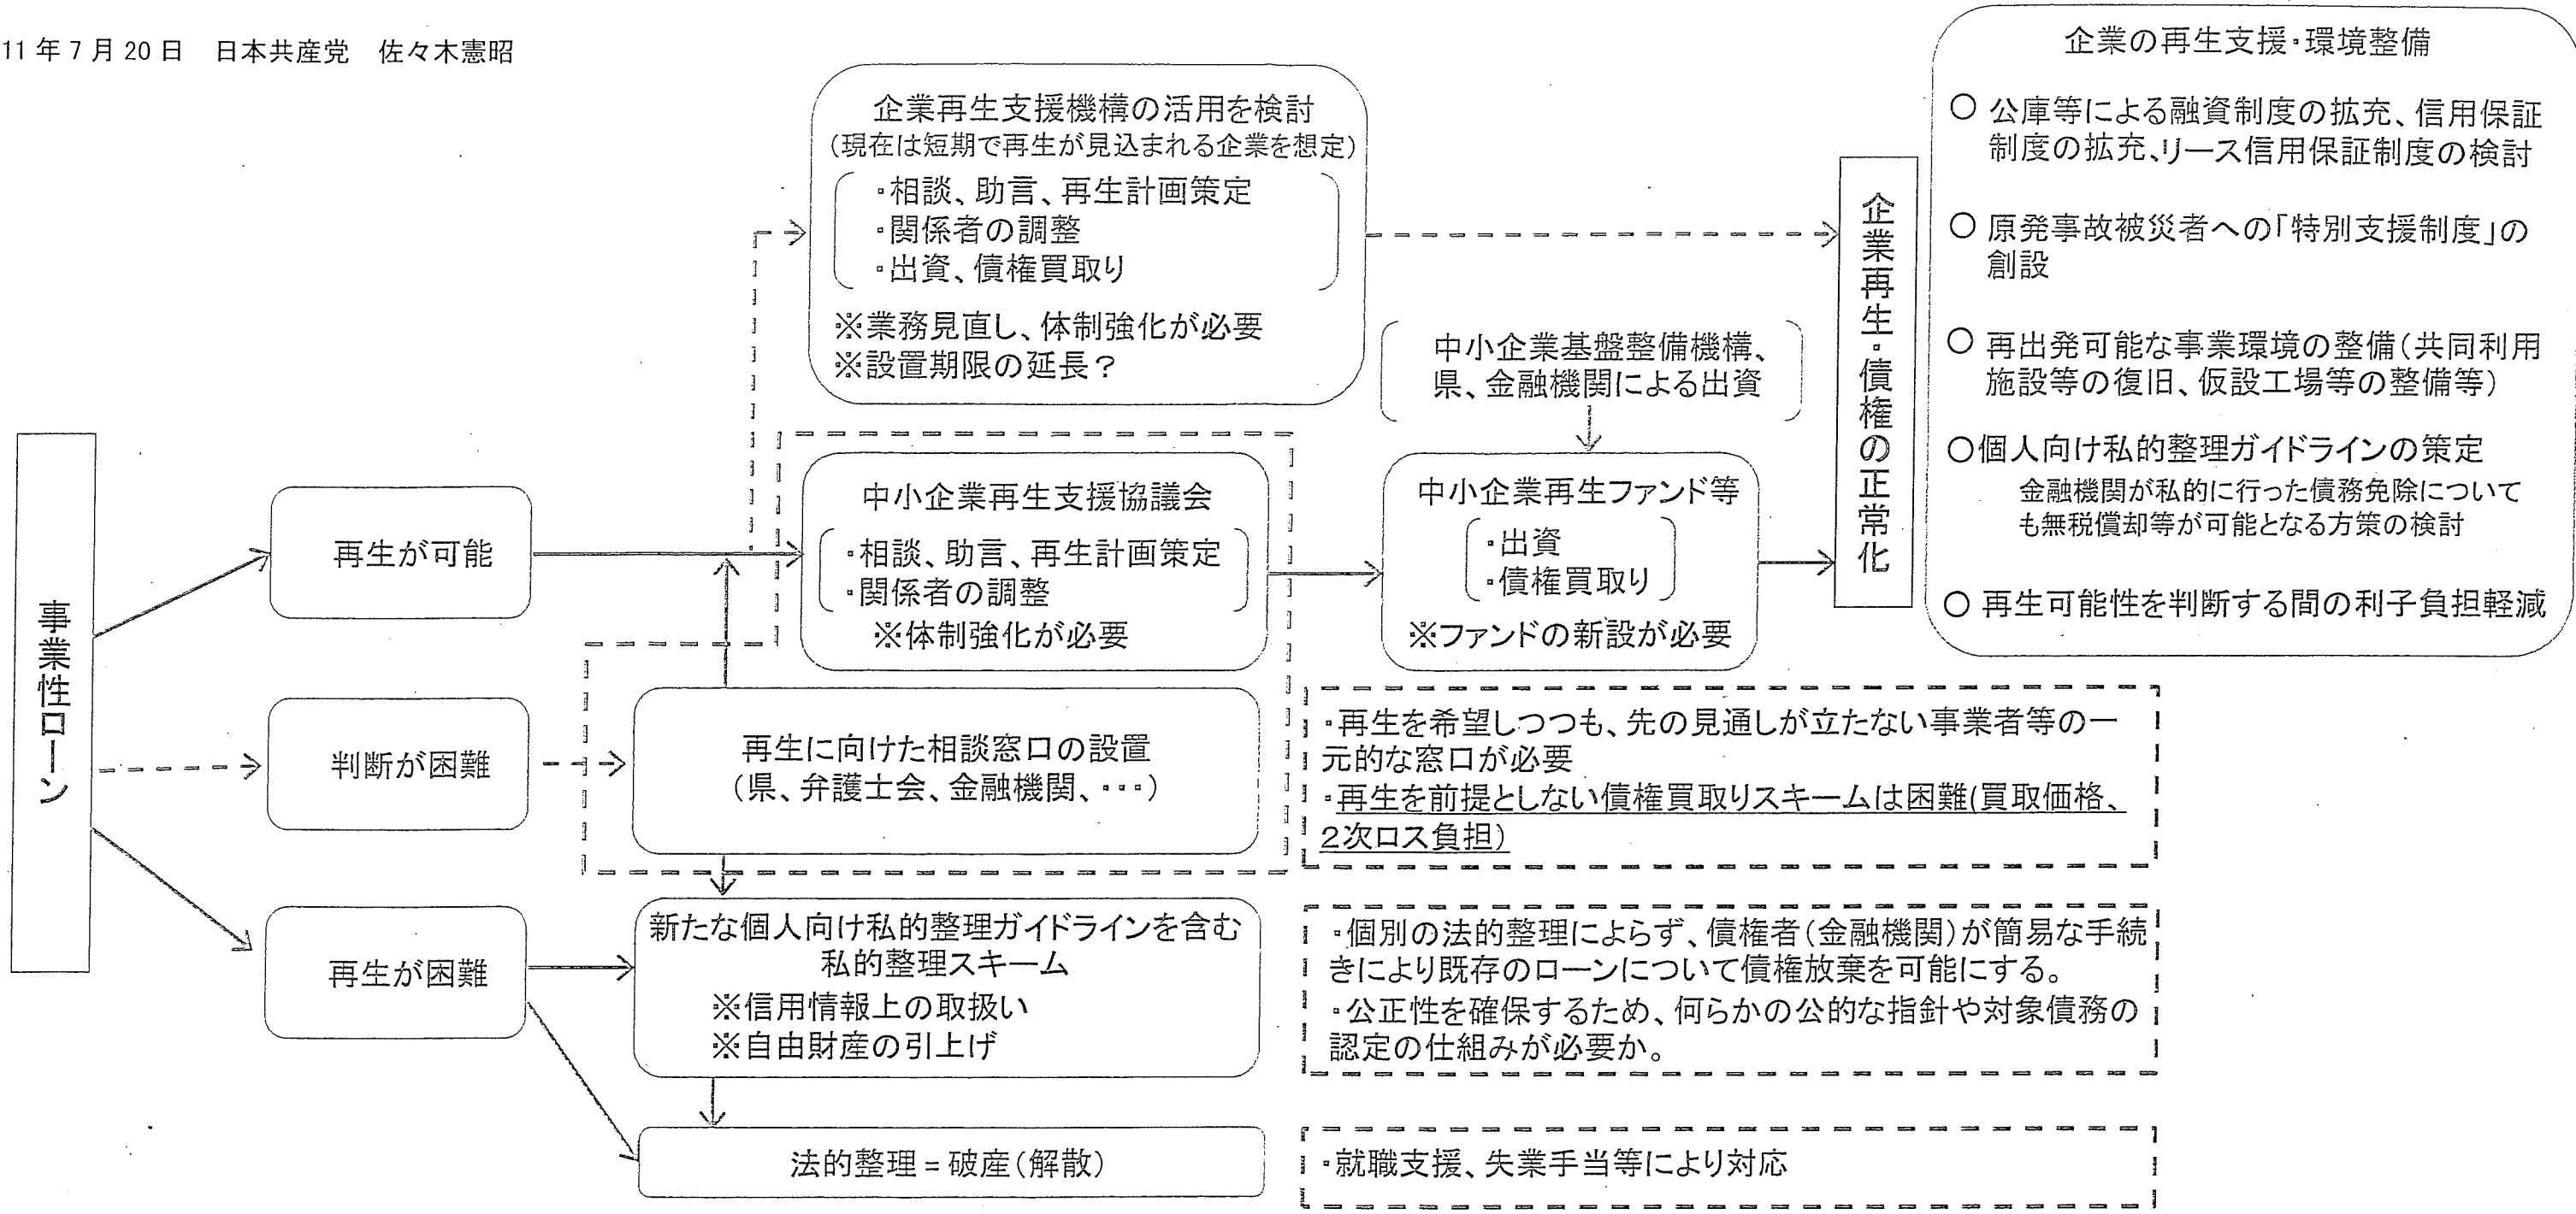 11年7月20日　日本共産党　佐々木憲昭
企業再生支援機構の活用を検討
（現在は短期で再生が見込まれる企業を想定）
・相談、助言、再生計画策定
・関係者の調整
・出資、債権買取り
※業務見直し、体制強化が必要
※設置期限の延長？
事業性ローン
再生が可能
判断が困難
再生が困難
中小企業再生支援協議会
・相談、助言、再生計画策定
・関係者の調整
※体制強化が必要
再生に向けた相談窓口の設置
（県、弁護士会、金融機関、・・・）
新たな個人向け私的整理ガイドラインを含む
私的整理スキーム
※信用情報上の取扱い
※自由財産の引上げ
法的整理＝破産（解散）
中小企業基盤整備機構、
県、金融機関による出資
中小企業再生ファンド等
・出資
・債権買取り
※ファンドの新設が必要
企業再生・債権の正常化
企業の再生支援・環境整備
○ 公庫等による融資制度の拡充、信用保証
制度の拡充、リース信用保証制度の検討
○ 原発事故被災者への「特別支援制度」の
創設
○ 再出発可能な事業環境の整備（共同利用
施設等の復旧、仮設工場等の整備等）
○個人向け私的整理ガイドラインの策定
金融機関が私的に行った債務免除について
も無税償却等が可能となる方策の検討
○ 再生可能性を判断する間の利子負担軽減
・再生を希望しつつも、先の見通しが立たない事業者等の一
元的な窓口が必要
・再生を前提としない債権買取りスキームは困難(買取価格、
２次ロス負担）
・個別の法的整理によらず、債権者（金融機関）が簡易な手続
きにより既存のローンについて債権放棄を可能にする。
・公正性を確保するため、何らかの公的な指針や対象債務の
認定の仕組みが必要か。
・就職支援、失業手当等により対応